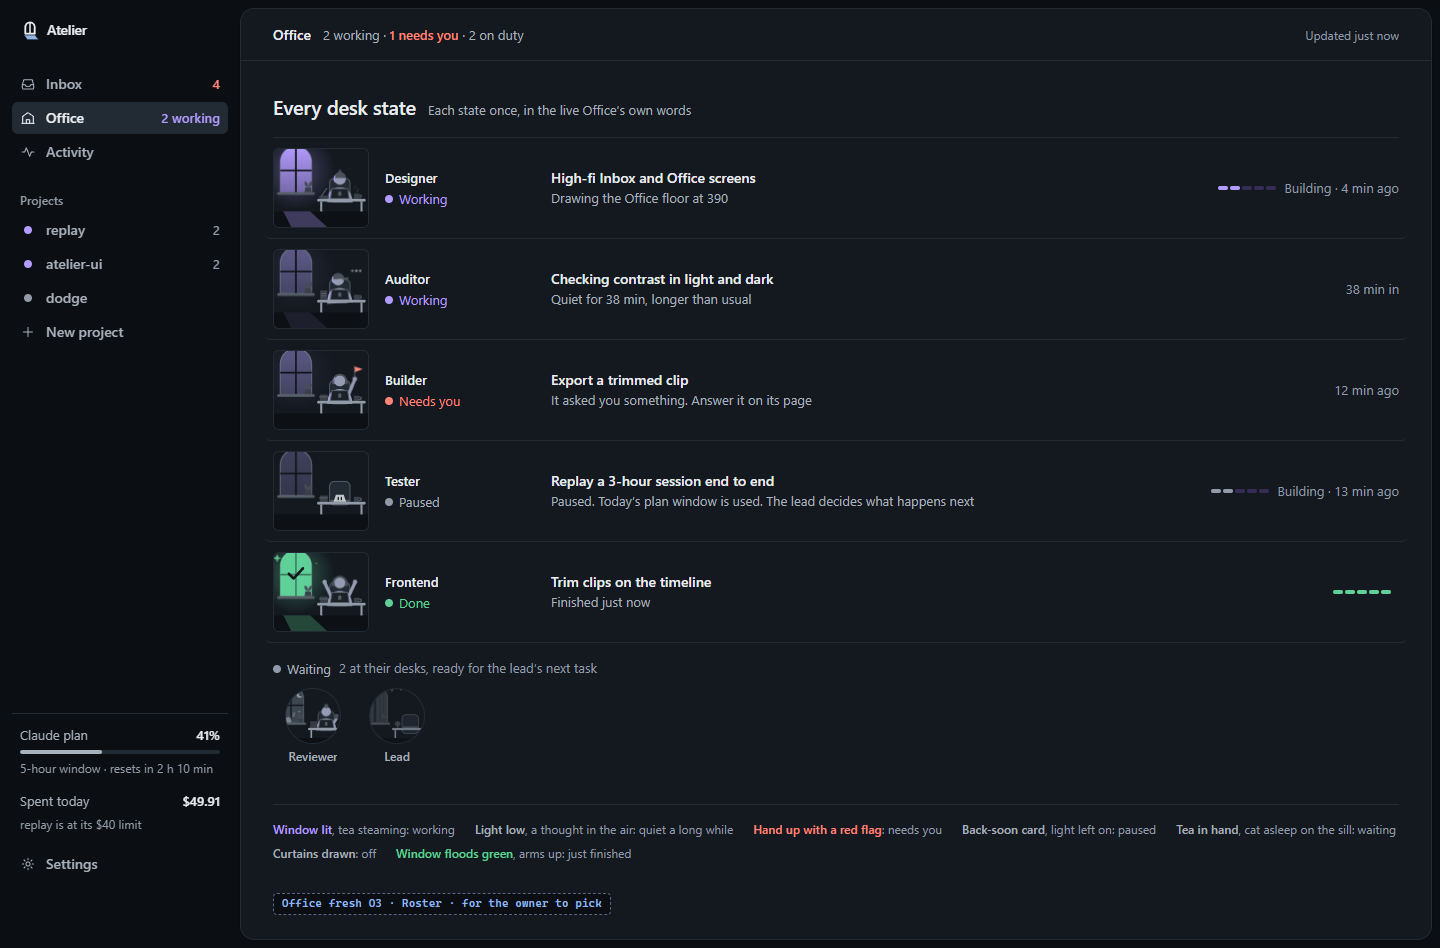 Atelier
Inbox 4
Office 2 working
Activity
Projects
replay 2
atelier-ui 2
dodge
New project
Claude plan 41%
5-hour window · resets in 2 h 10 min
Spent today $49.91
replay is at its $40 limit
Settings
Office 2 working · 1 needs you · 2 on duty
Updated just now
Every desk state Each state once, in the live Office's own words
Designer
Working
High-fi Inbox and Office screens
Drawing the Office floor at 390
Building · 4 min ago
Auditor
Working
Checking contrast in light and dark
Quiet for 38 min, longer than usual
38 min in
Builder
Needs you
Export a trimmed clip
It asked you something. Answer it on its page
12 min ago
Tester
Paused
Replay a 3-hour session end to end
Paused. Today's plan window is used. The lead decides what happens next
Building · 13 min ago
Frontend
Done
Trim clips on the timeline
Finished just now
Waiting 2 at their desks, ready for the lead's next task
Reviewer
Lead
Window lit, tea steaming: working Light low, a thought in the air: quiet a long while Hand up with a red flag: needs you Back-soon card, light left on: paused Tea in hand, cat asleep on the sill: waiting
Curtains drawn: off Window floods green, arms up: just finished
Office fresh O3 · Roster · for the owner to pick